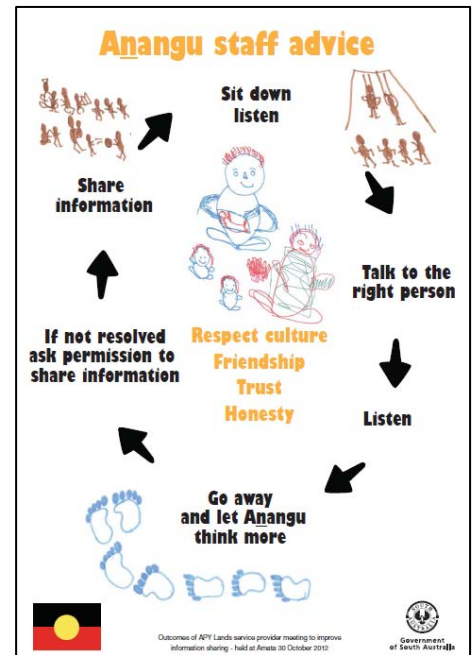 Anangu staff advice
Sit down
listen
Talk to the
right person
Listen
Go away
and let Anangu
think more
If not resolved
ask permission to
share information
Share
information
Respect culture
Friendship
Trust
Honesty
Outcomes of APY Lands service provider meeting to improve
information sharing - held at Amata 30 October 2012
SOUTH AUSTRALIA
Government
of South Australia